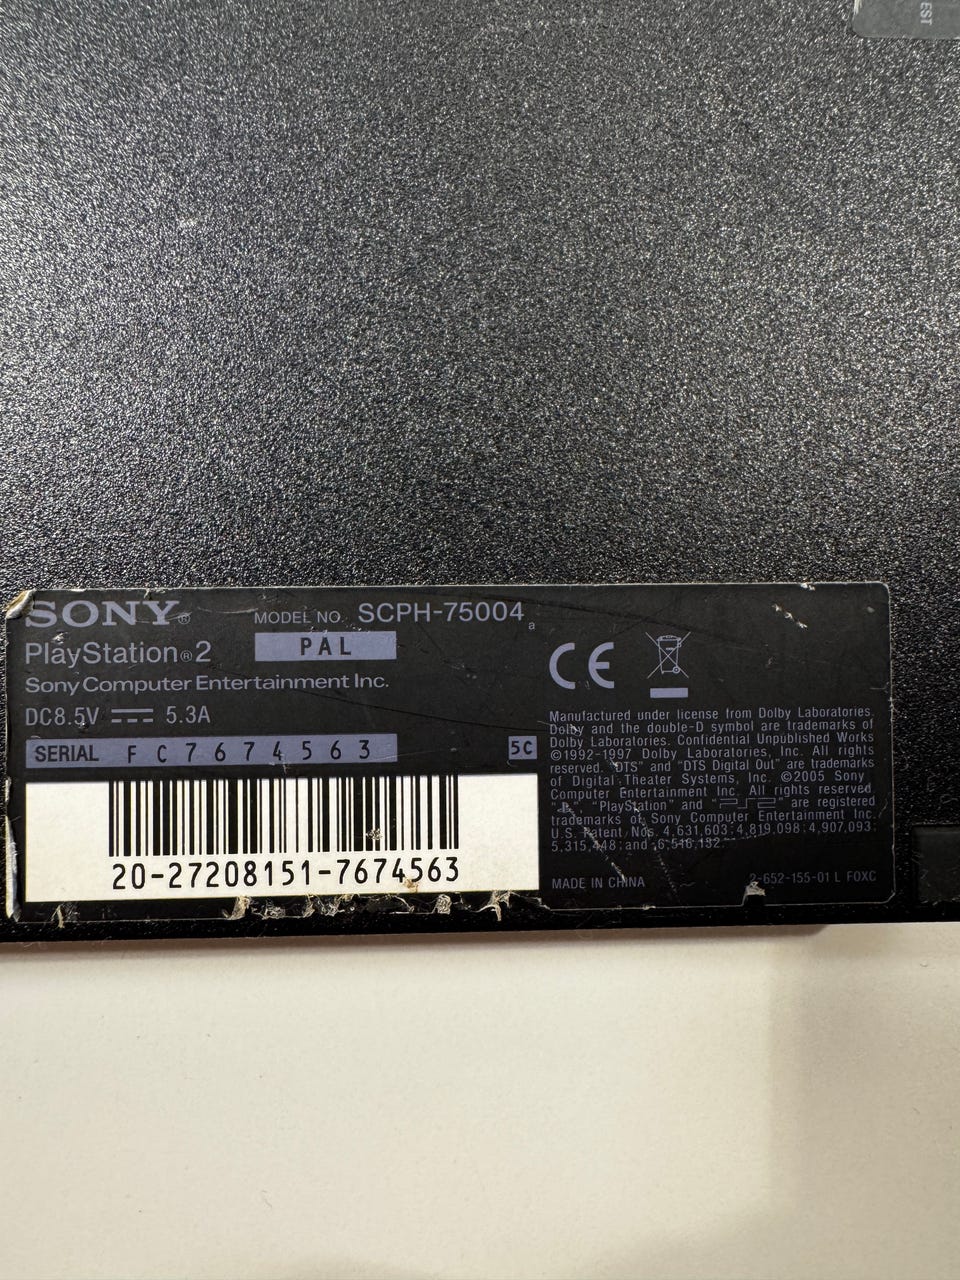 EST
SONY®
MODEL NO. SCPH-75004 a
PlayStation®2
PAL
Sony Computer Entertainment Inc.
DC8.5V ⎓ 5.3A
SERIAL FC7674563
5C
20-27208151-7674563
Manufactured under license from Dolby Laboratories.
Dolby and the double-D symbol are trademarks of
Dolby Laboratories. Confidential Unpublished Works
©1992-1997 Dolby Laboratories, Inc. All rights
reserved. "DTS" and "DTS Digital Out" are trademarks
of Digital Theater Systems, Inc. ©2005 Sony
Computer Entertainment Inc. All rights reserved
" ", "PlayStation" and "PS2" are registered
trademarks of Sony Computer Entertainment Inc.
U.S. Patent Nos. 4,631,603; 4,819,098; 4,907,093;
5,315,448; and
MADE IN CHINA
2-652-155-01 L FOXC